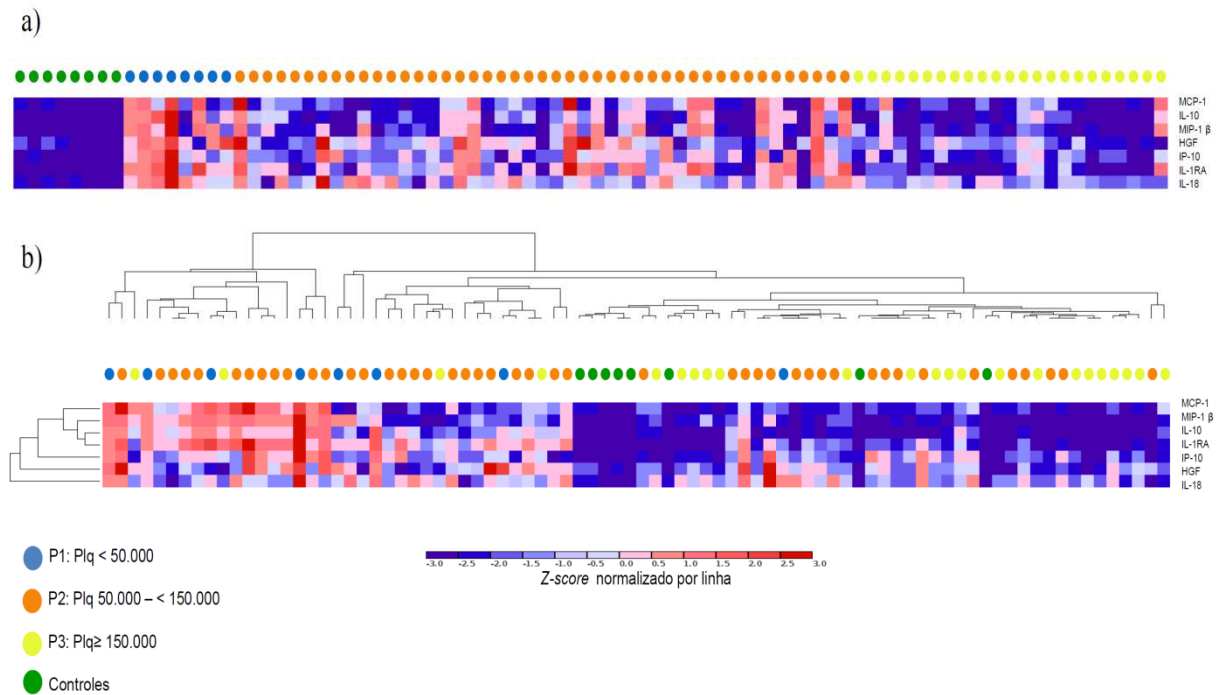 a)
MCP-1
IL-10
MIP-1 β
HGF
IP-10
IL-1RA
IL-18
b)
MCP-1
MIP-1 β
IL-10
IL-1RA
IP-10
HGF
IL-18
P1: Plq < 50.000
-3.0 -2.5 -2.0 -1.5 -1.0 -0.5 0.0 0.5 1.0 1.5 2.0 2.5 3.0
Z-score normalizado por linha
P2: Plq 50.000 – < 150.000
P3: Plq≥ 150.000
Controles